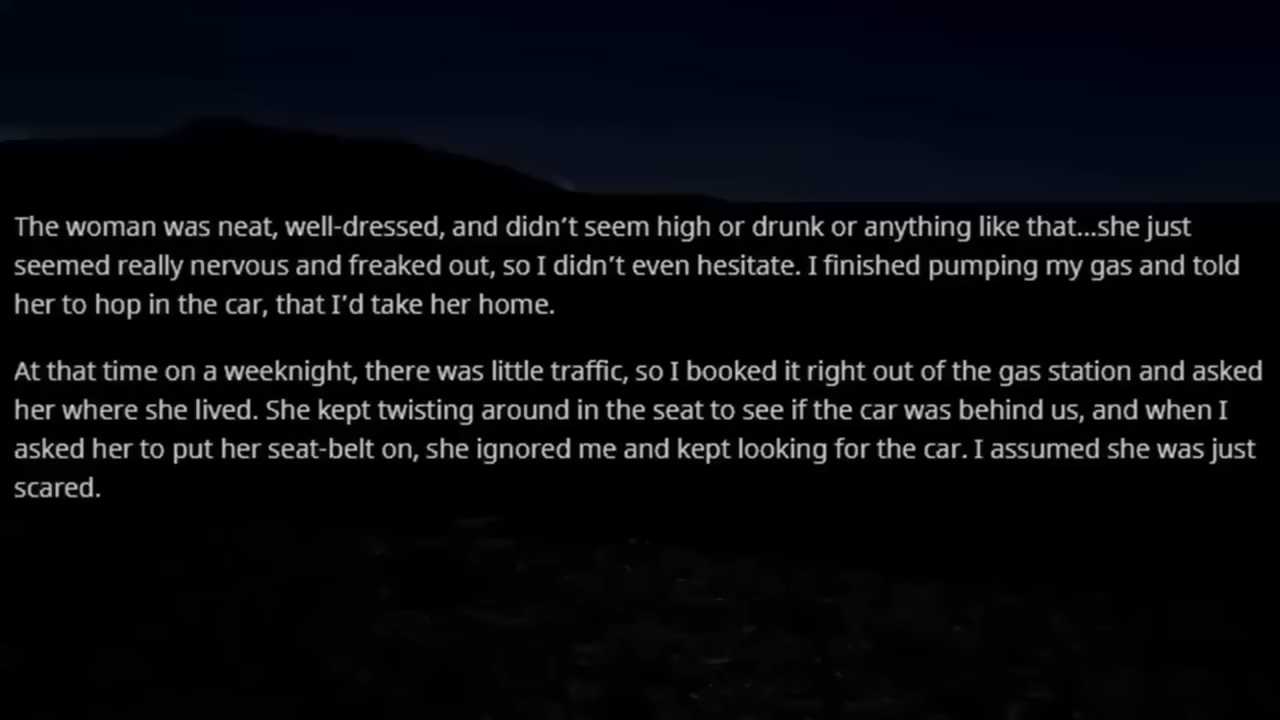 The woman was neat, well-dressed, and didn’t seem high or drunk or anything like that...she just
seemed really nervous and freaked out, so I didn’t even hesitate. I finished pumping my gas and told
her to hop in the car, that I’d take her home.
At that time on a weeknight, there was little traffic, so I booked it right out of the gas station and asked
her where she lived. She kept twisting around in the seat to see if the car was behind us, and when I
asked her to put her seat-belt on, she ignored me and kept looking for the car. I assumed she was just
scared.